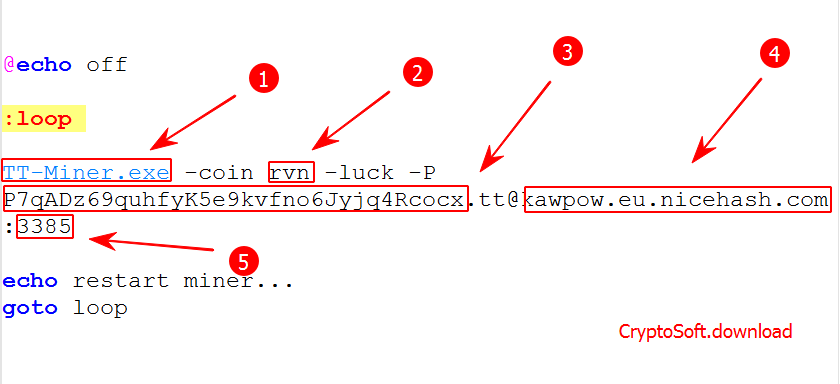 @echo off
:loop
1
2
3
4
TT-Miner.exe -coin rvn -luck -P
P7qADz69quhfyK5e9kvfno6Jyjq4Rcocx.tt@kawpow.eu.nicehash.com
:3385
5
echo restart miner...
goto loop
CryptoSoft.download